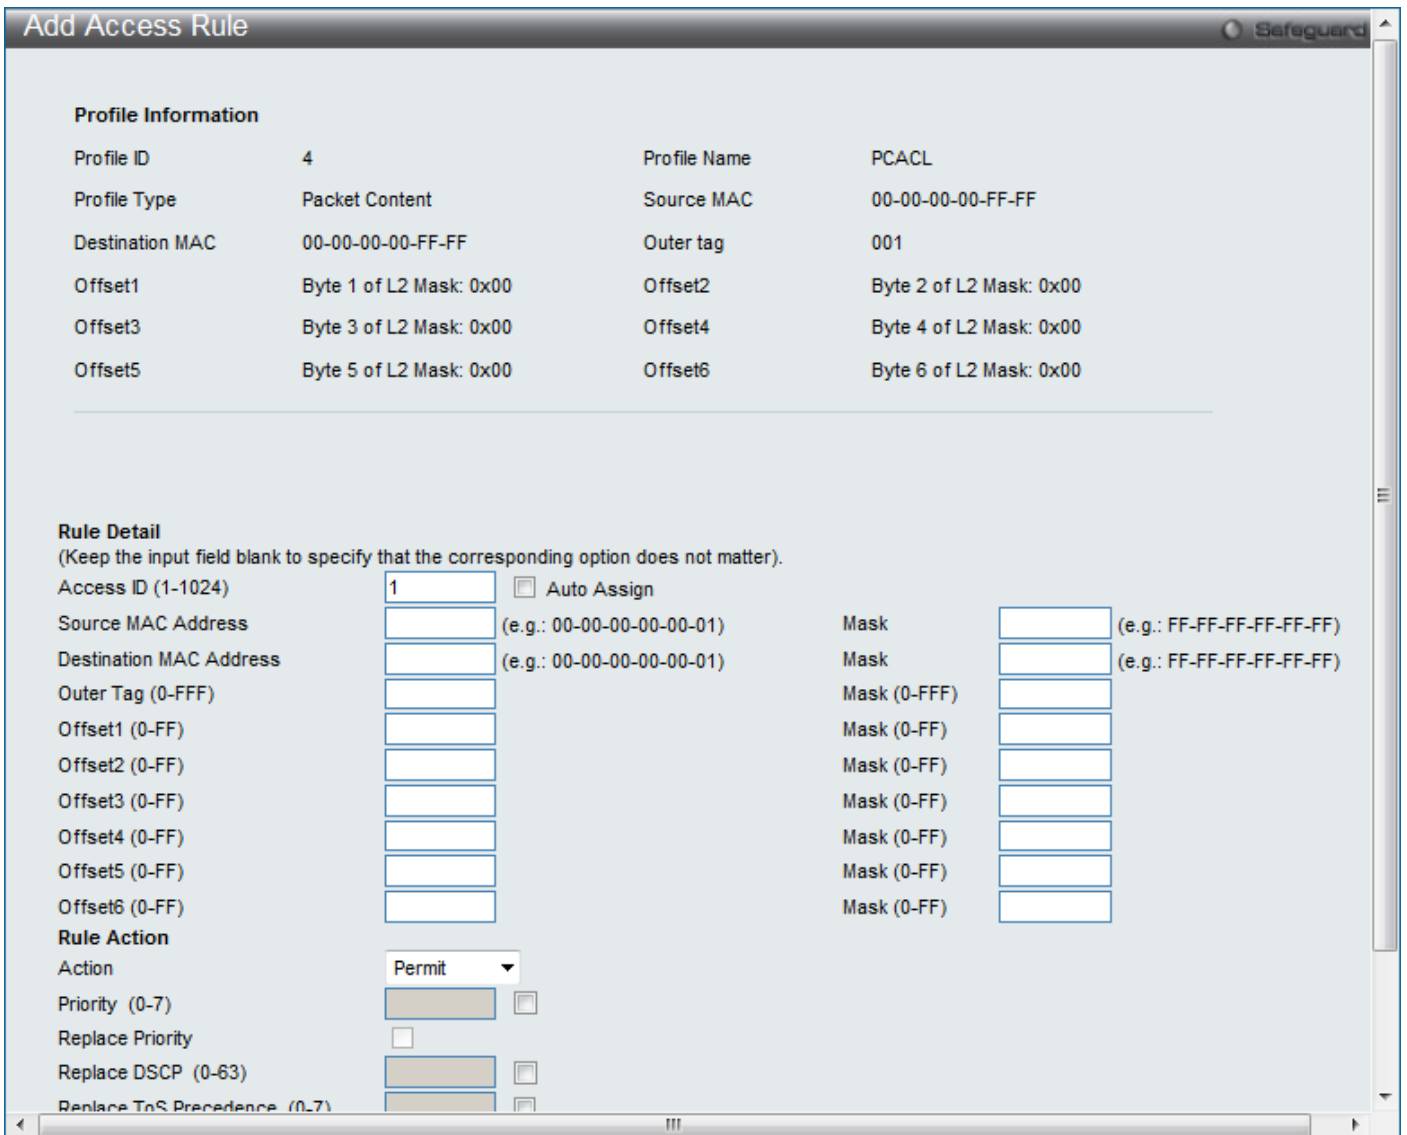 Add Access Rule
Safeguard
Profile Information
Profile ID 4 Profile Name PCACL
Profile Type Packet Content Source MAC 00-00-00-00-FF-FF
Destination MAC 00-00-00-00-FF-FF Outer tag 001
Offset1 Byte 1 of L2 Mask: 0x00 Offset2 Byte 2 of L2 Mask: 0x00
Offset3 Byte 3 of L2 Mask: 0x00 Offset4 Byte 4 of L2 Mask: 0x00
Offset5 Byte 5 of L2 Mask: 0x00 Offset6 Byte 6 of L2 Mask: 0x00
Rule Detail
(Keep the input field blank to specify that the corresponding option does not matter).
Access ID (1-1024) 1 Auto Assign
Source MAC Address (e.g.: 00-00-00-00-00-01) Mask (e.g.: FF-FF-FF-FF-FF-FF)
Destination MAC Address (e.g.: 00-00-00-00-00-01) Mask (e.g.: FF-FF-FF-FF-FF-FF)
Outer Tag (0-FFF) Mask (0-FFF)
Offset1 (0-FF) Mask (0-FF)
Offset2 (0-FF) Mask (0-FF)
Offset3 (0-FF) Mask (0-FF)
Offset4 (0-FF) Mask (0-FF)
Offset5 (0-FF) Mask (0-FF)
Offset6 (0-FF) Mask (0-FF)
Rule Action
Action Permit
Priority (0-7)
Replace Priority
Replace DSCP (0-63)
Replace ToS Precedence (0-7)